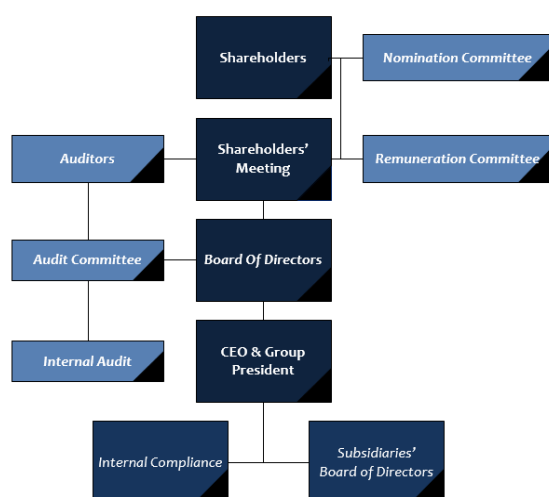 Shareholders
Nomination Committee
Auditors
Shareholders'
Meeting
Remuneration Committee
Audit Committee
Board Of Directors
Internal Audit
CEO & Group
President
Internal Compliance
Subsidiaries'
Board of Directors